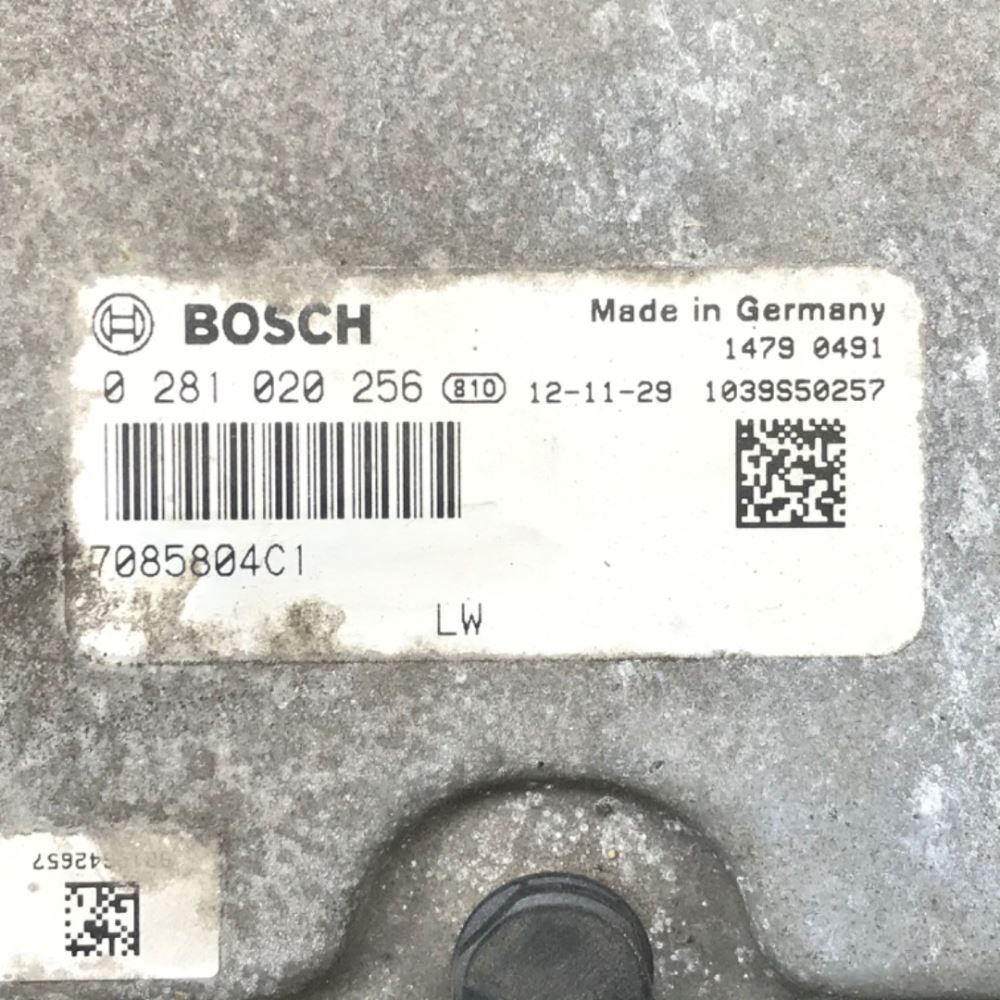 BOSCH
Made in Germany
1479 0491
0 281 020 256 810 12-11-29 1039S50257
7085804C1
LW